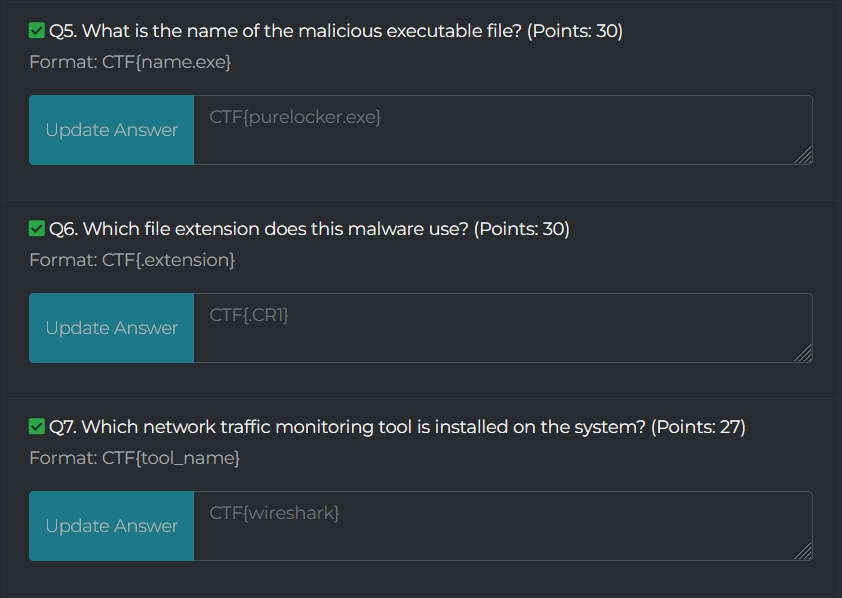 Q5. What is the name of the malicious executable file? (Points: 30)
Format: CTF{name.exe}
Update Answer
CTF{purelocker.exe}
Q6. Which file extension does this malware use? (Points: 30)
Format: CTF{.extension}
Update Answer
CTF{.CR1}
Q7. Which network traffic monitoring tool is installed on the system? (Points: 27)
Format: CTF{tool_name}
Update Answer
CTF{wireshark}